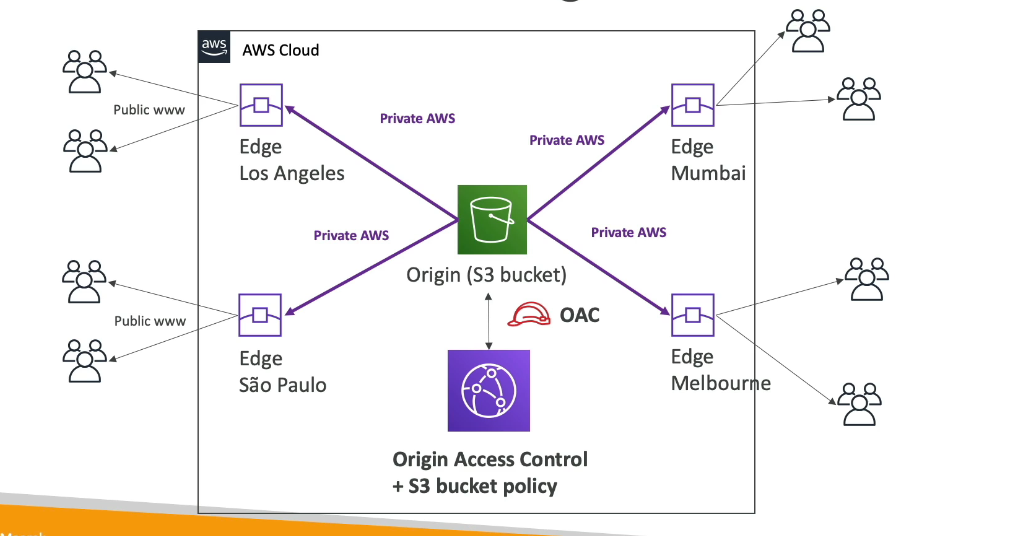 aws
AWS Cloud
Public www
Edge
Los Angeles
Private AWS
Private AWS
Edge
Mumbai
Private AWS
Private AWS
Origin (S3 bucket)
OAC
Public www
Edge
São Paulo
Edge
Melbourne
Origin Access Control
+ S3 bucket policy